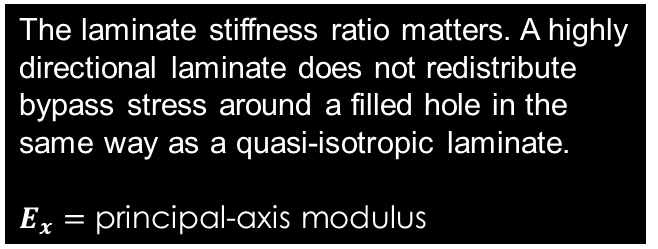 The laminate stiffness ratio matters. A highly
directional laminate does not redistribute
bypass stress around a filled hole in the
same way as a quasi-isotropic laminate.
Eₓ = principal-axis modulus